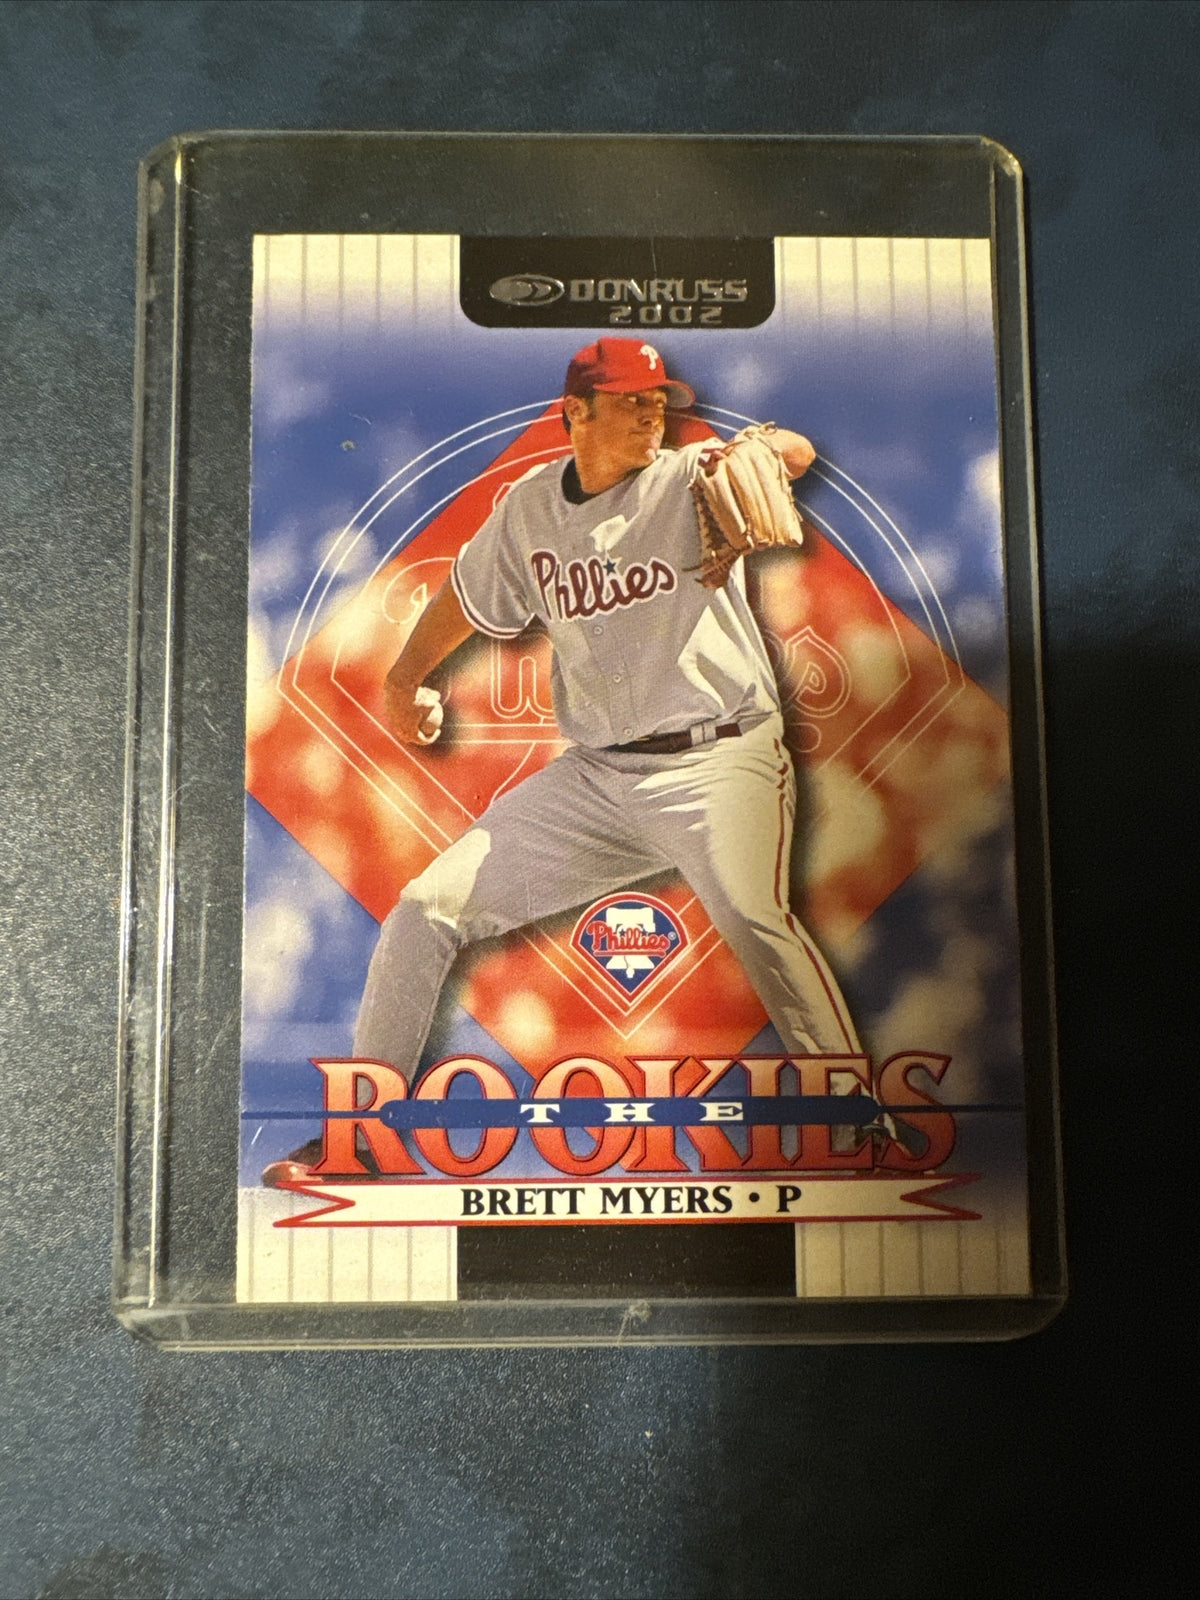 DONRUSS
2002
P
Phillies
Phillies
ROOKIES
THE
BRETT MYERS • P